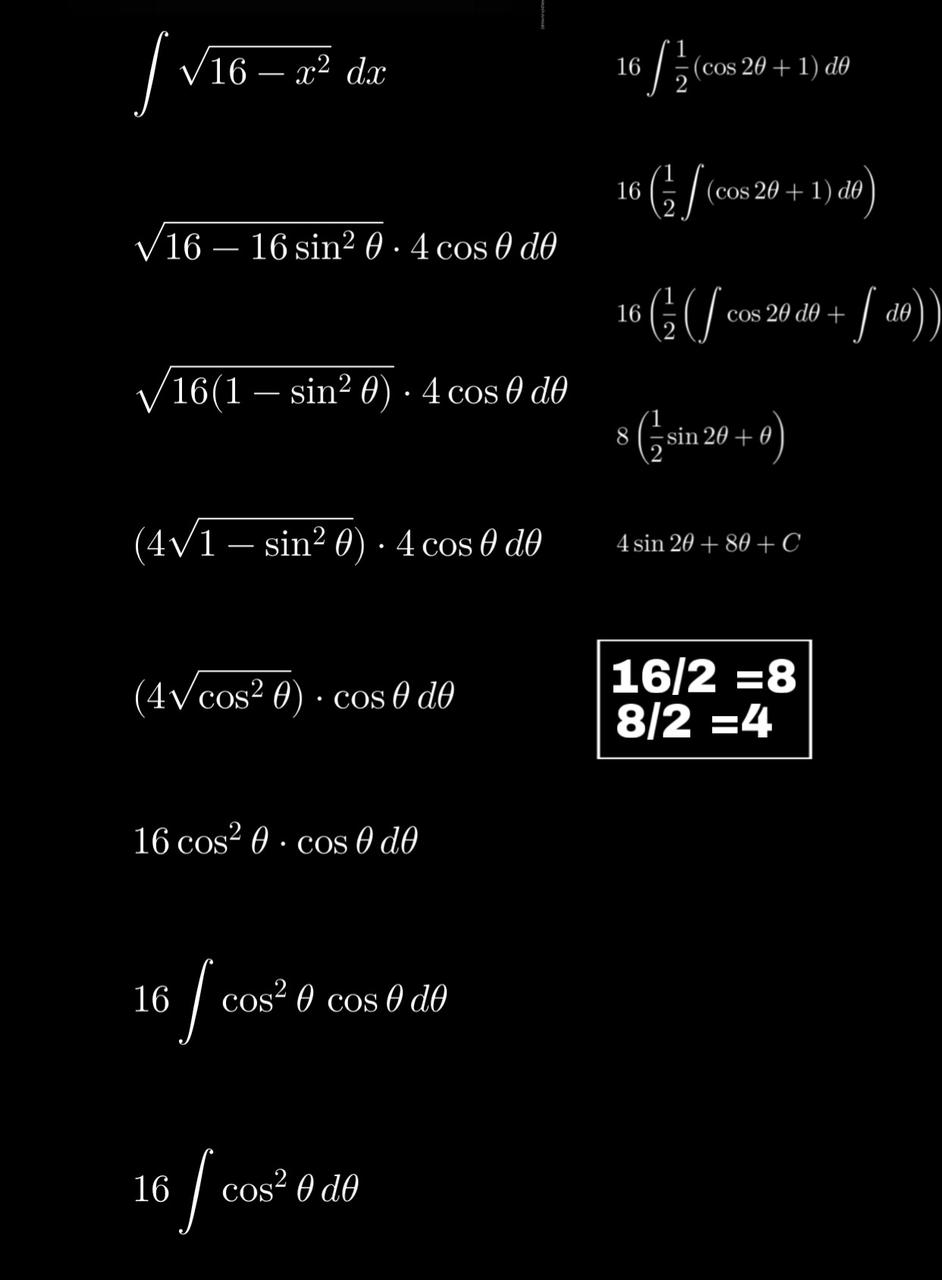 ∫ √(16 − x²) dx
√(16 − 16 sin² θ) · 4 cos θ dθ
√(16(1 − sin² θ)) · 4 cos θ dθ
(4√(1 − sin² θ)) · 4 cos θ dθ
(4√(cos² θ)) · cos θ dθ
16 cos² θ · cos θ dθ
16 ∫ cos² θ cos θ dθ
16 ∫ cos² θ dθ
16 ∫ 1/2 (cos 2θ + 1) dθ
16 (1/2 ∫ (cos 2θ + 1) dθ)
16 (1/2 (∫ cos 2θ dθ + ∫ dθ))
8 (1/2 sin 2θ + θ)
4 sin 2θ + 8θ + C
16/2 =8
8/2 =4